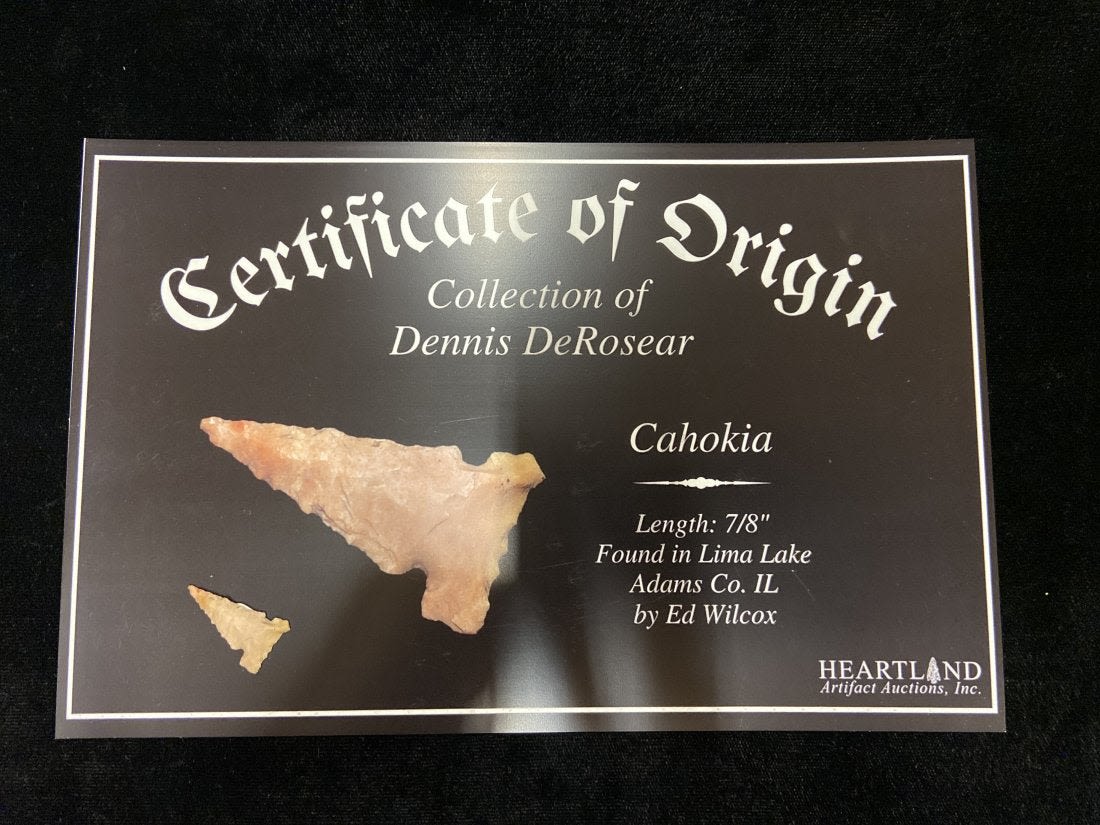 Certificate of Origin
Collection of
Dennis DeRosear
Cahokia
Length: 7/8"
Found in Lima Lake
Adams Co. IL
by Ed Wilcox
HEARTLAND
Artifact Auctions, Inc.